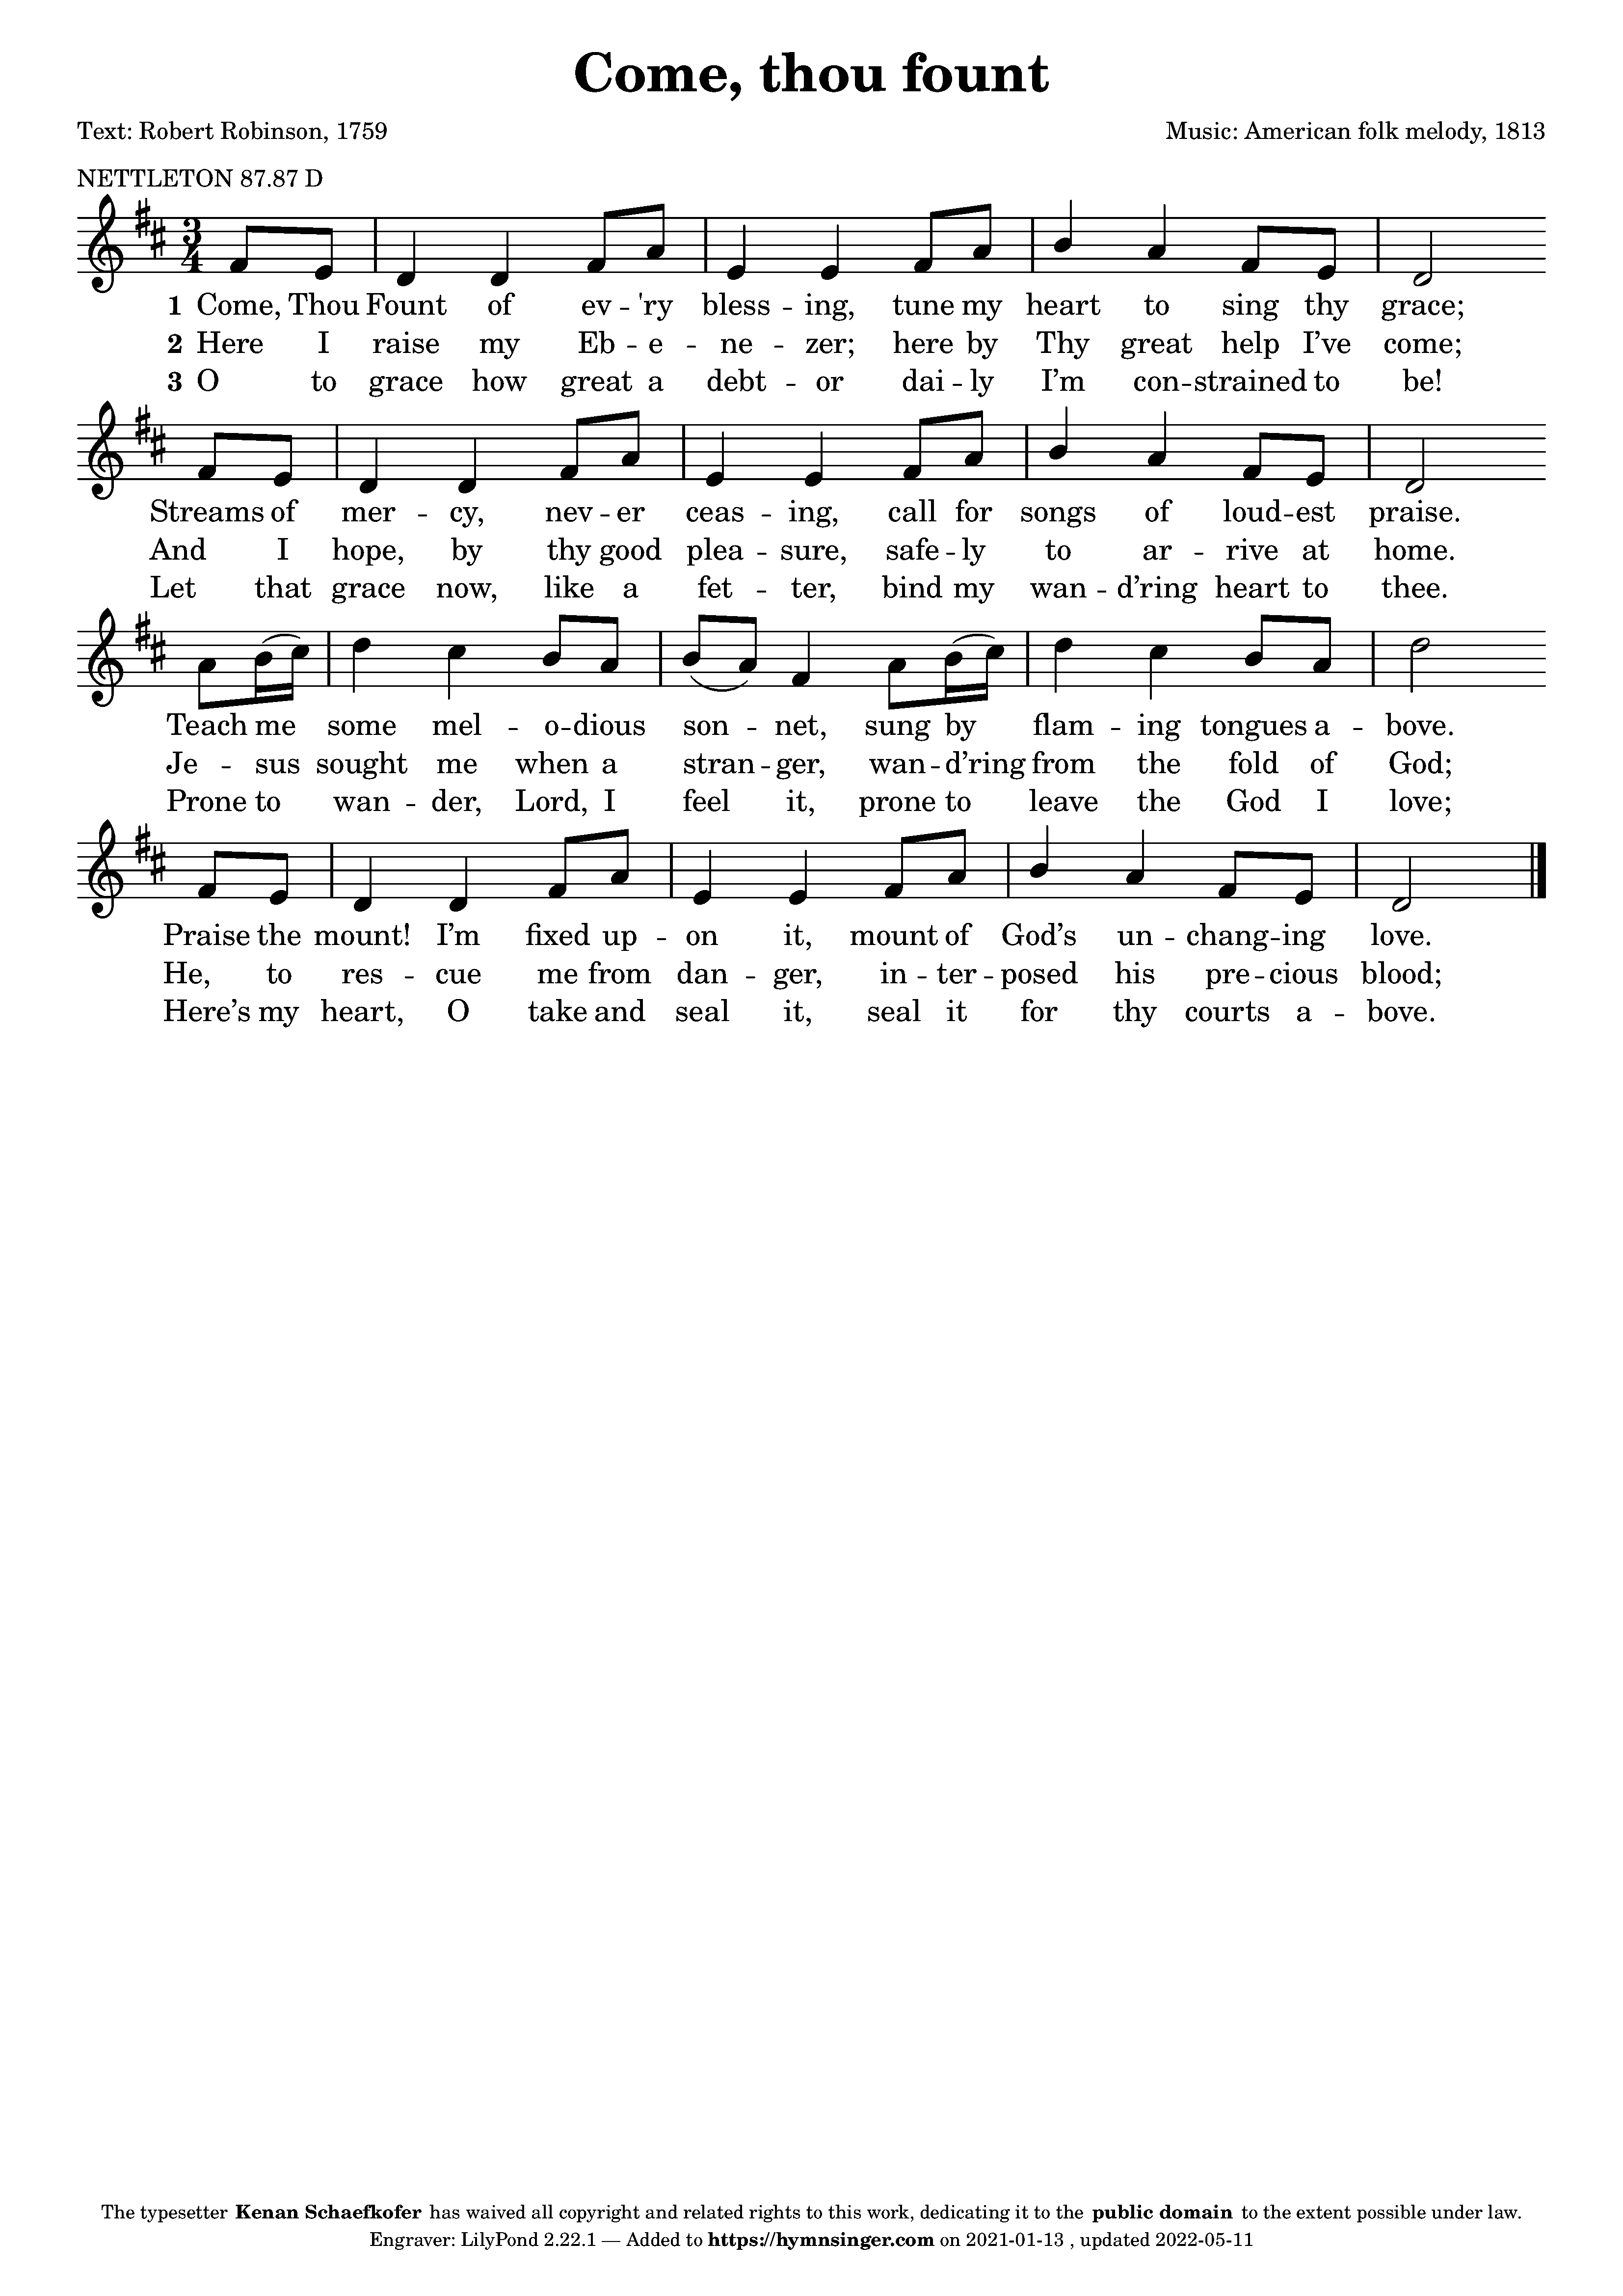 Come, thou fount
Text: Robert Robinson, 1759 Music: American folk melody, 1813
NETTLETON 87.87 D
3
4
1 Come, Thou Fount of ev -- 'ry bless -- ing, tune my heart to sing thy grace;
2 Here I raise my Eb -- e -- ne -- zer; here by Thy great help I’ve come;
3 O to grace how great a debt -- or dai -- ly I’m con -- strained to be!
Streams of mer -- cy, nev -- er ceas -- ing, call for songs of loud -- est praise.
And I hope, by thy good plea -- sure, safe -- ly to ar -- rive at home.
Let that grace now, like a fet -- ter, bind my wan -- d’ring heart to thee.
Teach me some mel -- o -- dious son -- net, sung by flam -- ing tongues a -- bove.
Je -- sus sought me when a stran -- ger, wan -- d’ring from the fold of God;
Prone to wan -- der, Lord, I feel it, prone to leave the God I love;
Praise the mount! I’m fixed up -- on it, mount of God’s un -- chang -- ing love.
He, to res -- cue me from dan -- ger, in -- ter -- posed his pre -- cious blood;
Here’s my heart, O take and seal it, seal it for thy courts a -- bove.
The typesetter Kenan Schaefkofer has waived all copyright and related rights to this work, dedicating it to the public domain to the extent possible under law.
Engraver: LilyPond 2.22.1 — Added to https://hymnsinger.com on 2021-01-13 , updated 2022-05-11